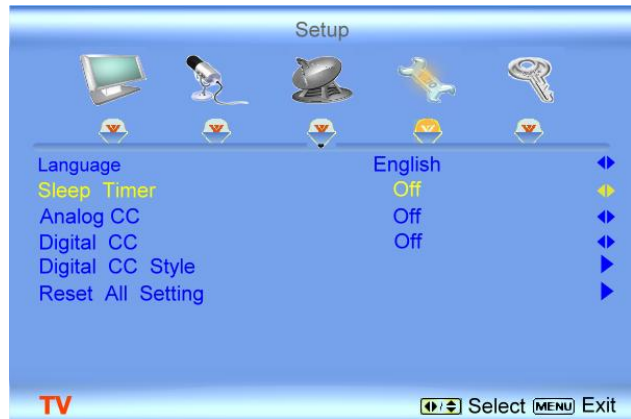 Setup
Language English
Sleep Timer Off
Analog CC Off
Digital CC Off
Digital CC Style
Reset All Setting
TV Select MENU Exit